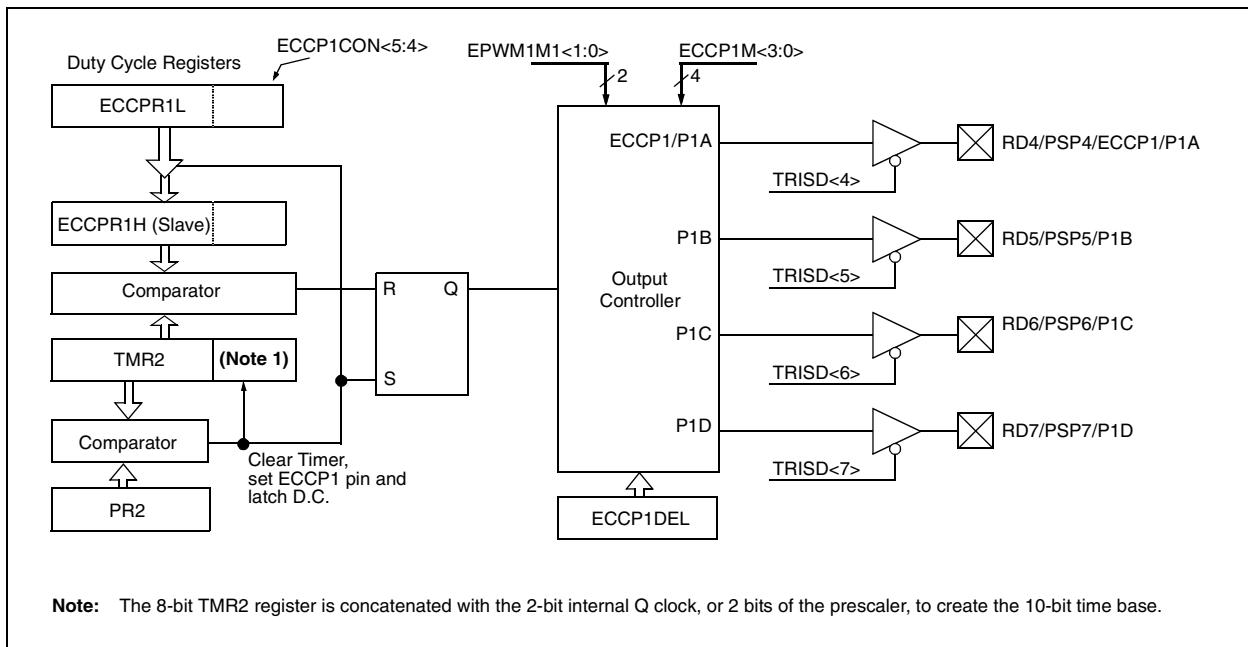 ECCP1CON<5:4>
Duty Cycle Registers
ECCPR1L
ECCPR1H (Slave)
Comparator
TMR2
(Note 1)
Comparator
PR2
Clear Timer,
set ECCP1 pin and
latch D.C.
R
Q
S
EPWM1M1<1:0>
2
ECCP1M<3:0>
4
Output
Controller
ECCP1/P1A
P1B
P1C
P1D
ECCP1DEL
TRISD<4>
RD4/PSP4/ECCP1/P1A
TRISD<5>
RD5/PSP5/P1B
TRISD<6>
RD6/PSP6/P1C
TRISD<7>
RD7/PSP7/P1D
Note: The 8-bit TMR2 register is concatenated with the 2-bit internal Q clock, or 2 bits of the prescaler, to create the 10-bit time base.